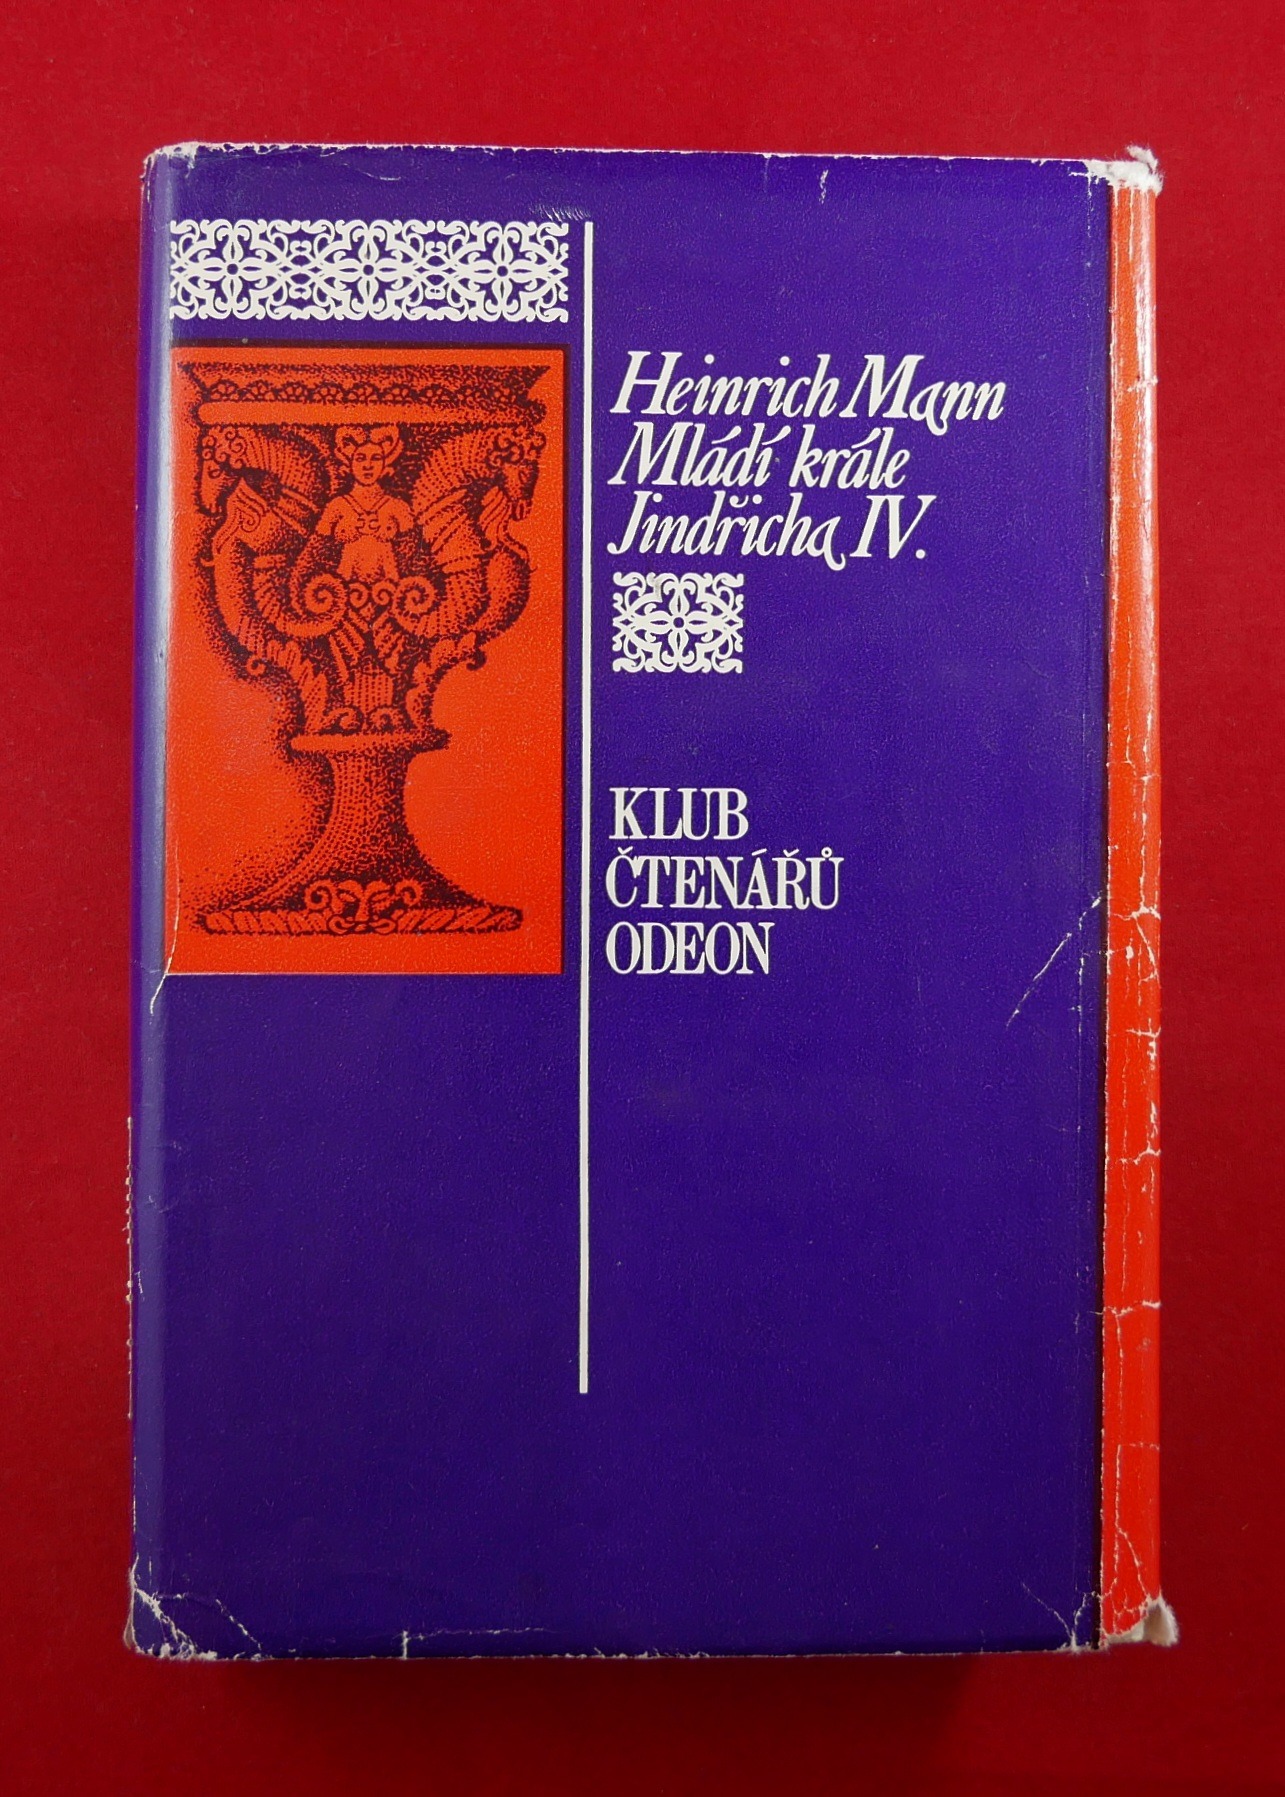 Heinrich Mann
Mládí krále
Jindřicha IV.
KLUB
ČTENÁŘŮ
ODEON